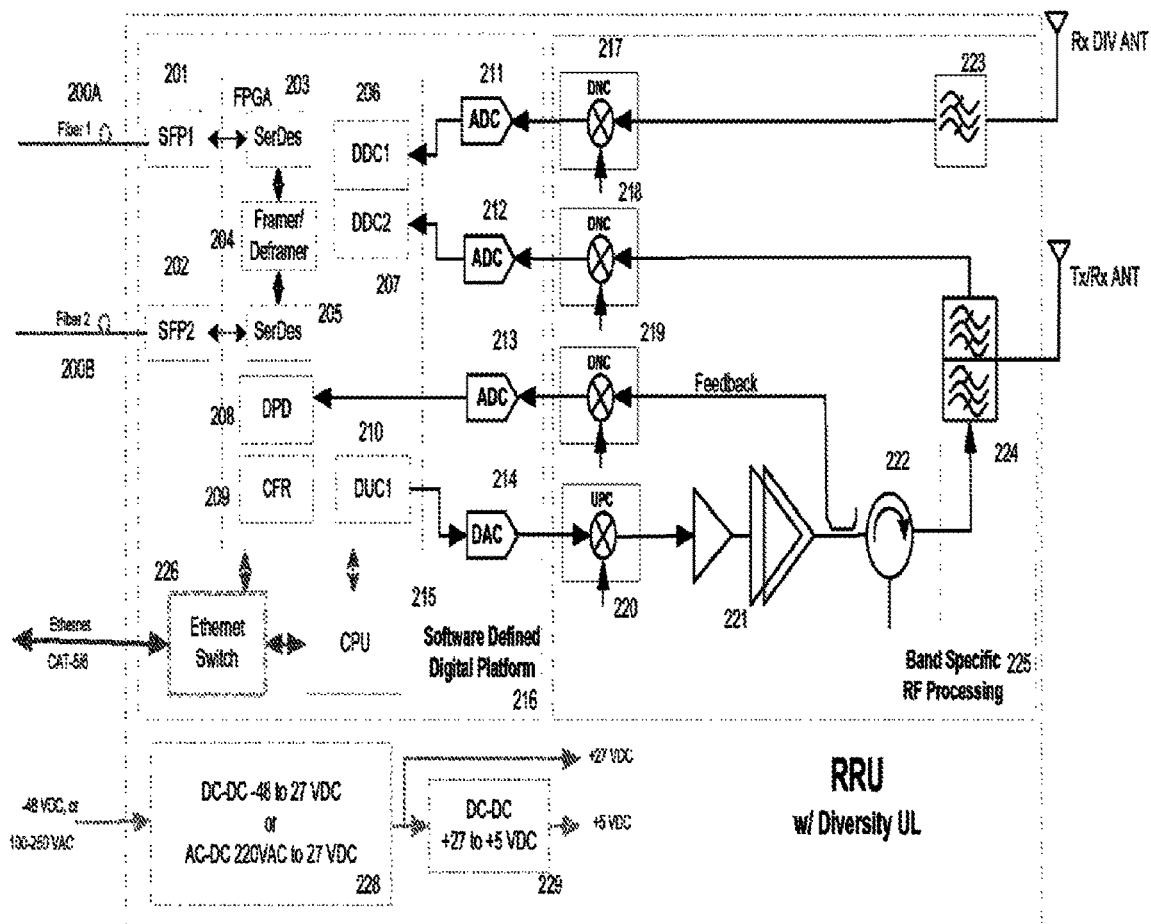 Rx DIV ANT
217
223
201
203
211
200A
FPGA
206
DNC
Fiber 1
SFP1
SerDes
ADC
DDC1
218
212
DNC
204
Framer/
Deframer
DDC2
202
ADC
Tx/Rx ANT
207
Fiber 2
205
SFP2
SerDes
213
219
200B
DNC
Feedback
208
DPD
ADC
210
222
224
214
209
CFR
DUC1
UPC
DAC
226
215
220
221
Ethernet
CAT-5/6
Ethernet
Switch
CPU
Software Defined
Digital Platform
216
Band Specific
RF Processing
225
+27 VDC
RRU
w/ Diversity UL
-48 VDC, or
100-250 VAC
DC-DC -48 to 27 VDC
or
AC-DC 220VAC to 27 VDC
228
DC-DC
+27 to +5 VDC
229
+5 VDC